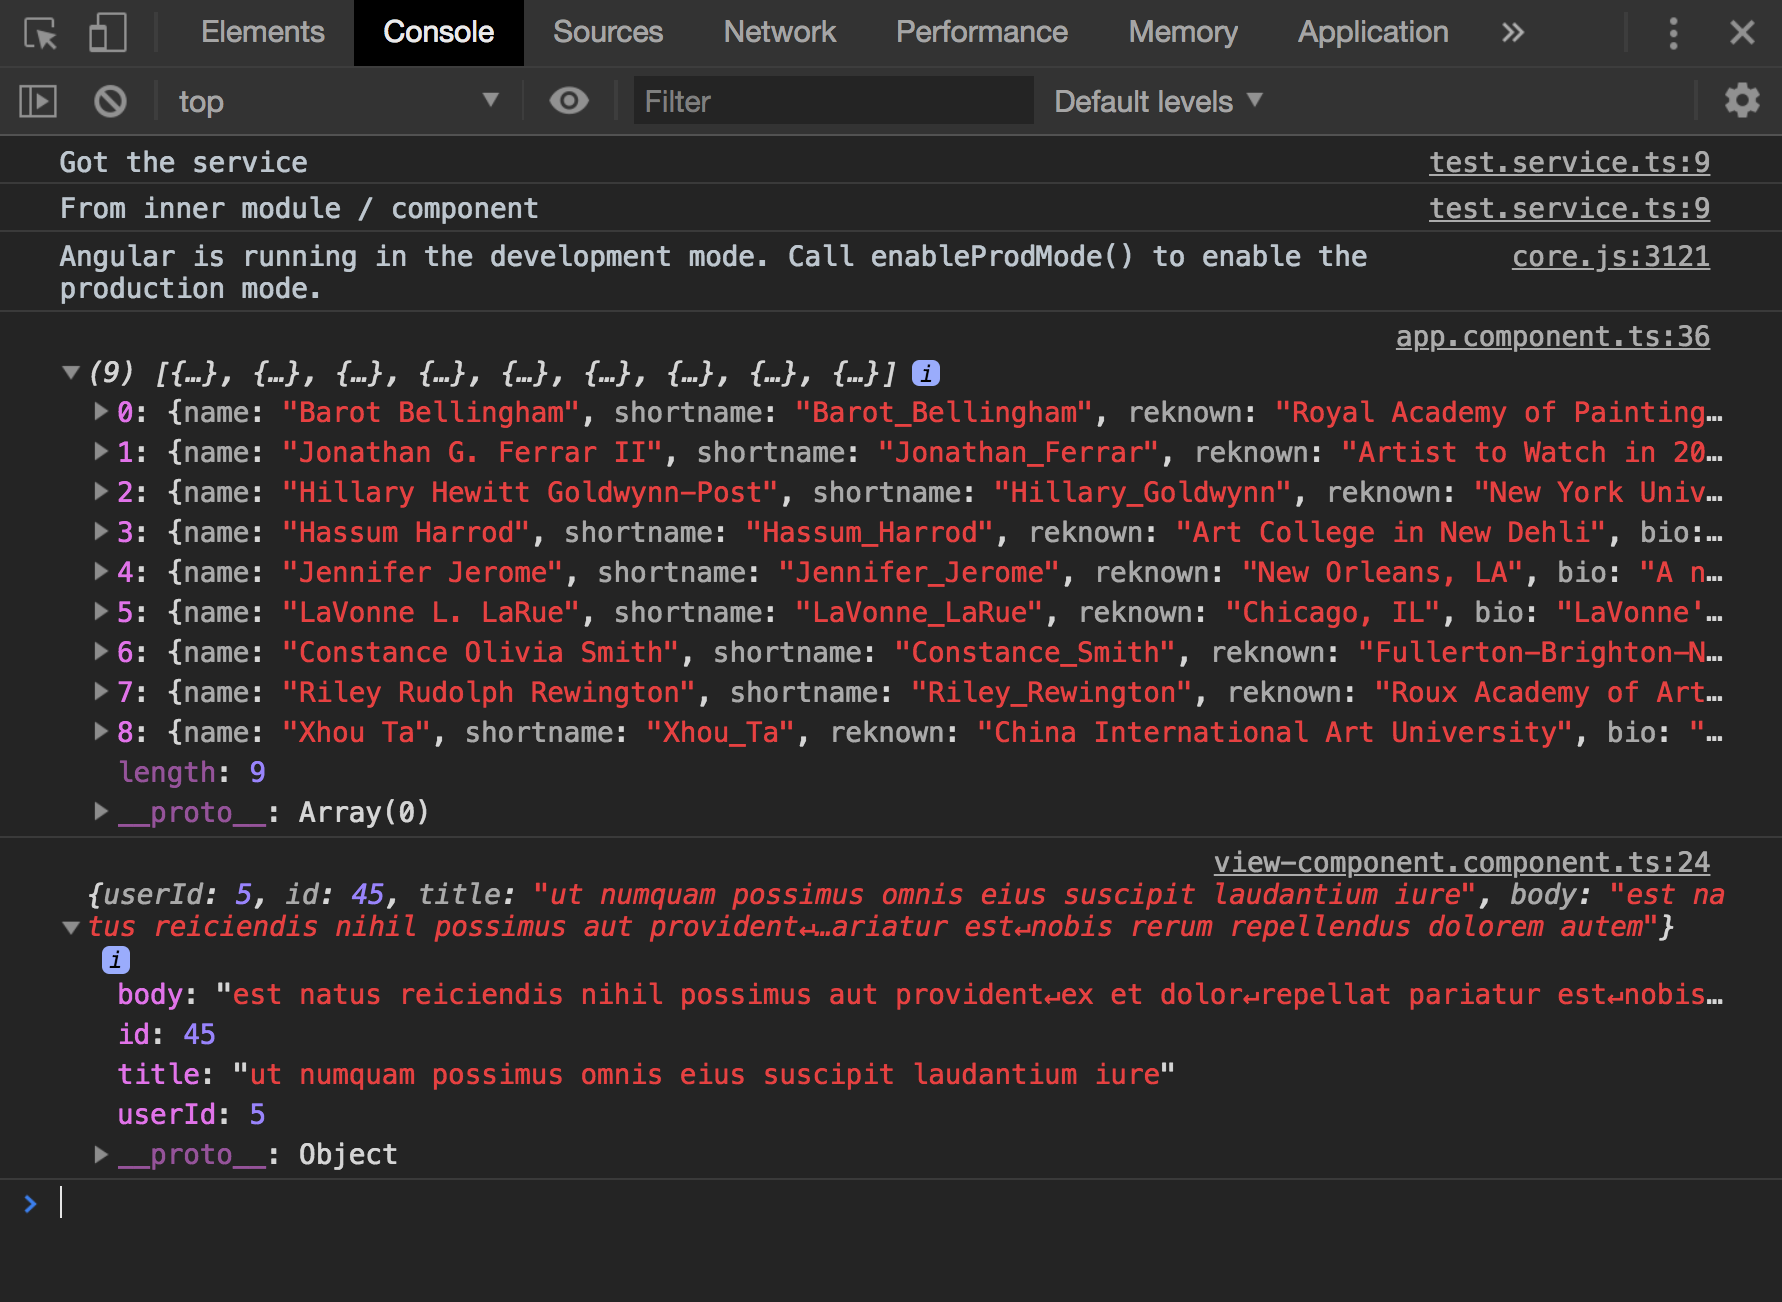 Elements Console Sources Network Performance Memory Application »
top ▼ Filter Default levels ▼
Got the service test.service.ts:9
From inner module / component test.service.ts:9
Angular is running in the development mode. Call enableProdMode() to enable the core.js:3121
production mode.
app.component.ts:36
▼ (9) [{…}, {…}, {…}, {…}, {…}, {…}, {…}, {…}, {…}] i
▶ 0: {name: "Barot Bellingham", shortname: "Barot_Bellingham", reknown: "Royal Academy of Painting…
▶ 1: {name: "Jonathan G. Ferrar II", shortname: "Jonathan_Ferrar", reknown: "Artist to Watch in 20…
▶ 2: {name: "Hillary Hewitt Goldwynn-Post", shortname: "Hillary_Goldwynn", reknown: "New York Univ…
▶ 3: {name: "Hassum Harrod", shortname: "Hassum_Harrod", reknown: "Art College in New Dehli", bio:…
▶ 4: {name: "Jennifer Jerome", shortname: "Jennifer_Jerome", reknown: "New Orleans, LA", bio: "A n…
▶ 5: {name: "LaVonne L. LaRue", shortname: "LaVonne_LaRue", reknown: "Chicago, IL", bio: "LaVonne'…
▶ 6: {name: "Constance Olivia Smith", shortname: "Constance_Smith", reknown: "Fullerton-Brighton-N…
▶ 7: {name: "Riley Rudolph Rewington", shortname: "Riley_Rewington", reknown: "Roux Academy of Art…
▶ 8: {name: "Xhou Ta", shortname: "Xhou_Ta", reknown: "China International Art University", bio: "…
length: 9
▶ __proto__: Array(0)
view-component.component.ts:24
{userId: 5, id: 45, title: "ut numquam possimus omnis eius suscipit laudantium iure", body: "est na
▼ tus reiciendis nihil possimus aut provident↵…ariatur est↵nobis rerum repellendus dolorem autem"}
i
body: "est natus reiciendis nihil possimus aut provident↵ex et dolor↵repellat pariatur est↵nobis…
id: 45
title: "ut numquam possimus omnis eius suscipit laudantium iure"
userId: 5
▶ __proto__: Object
>